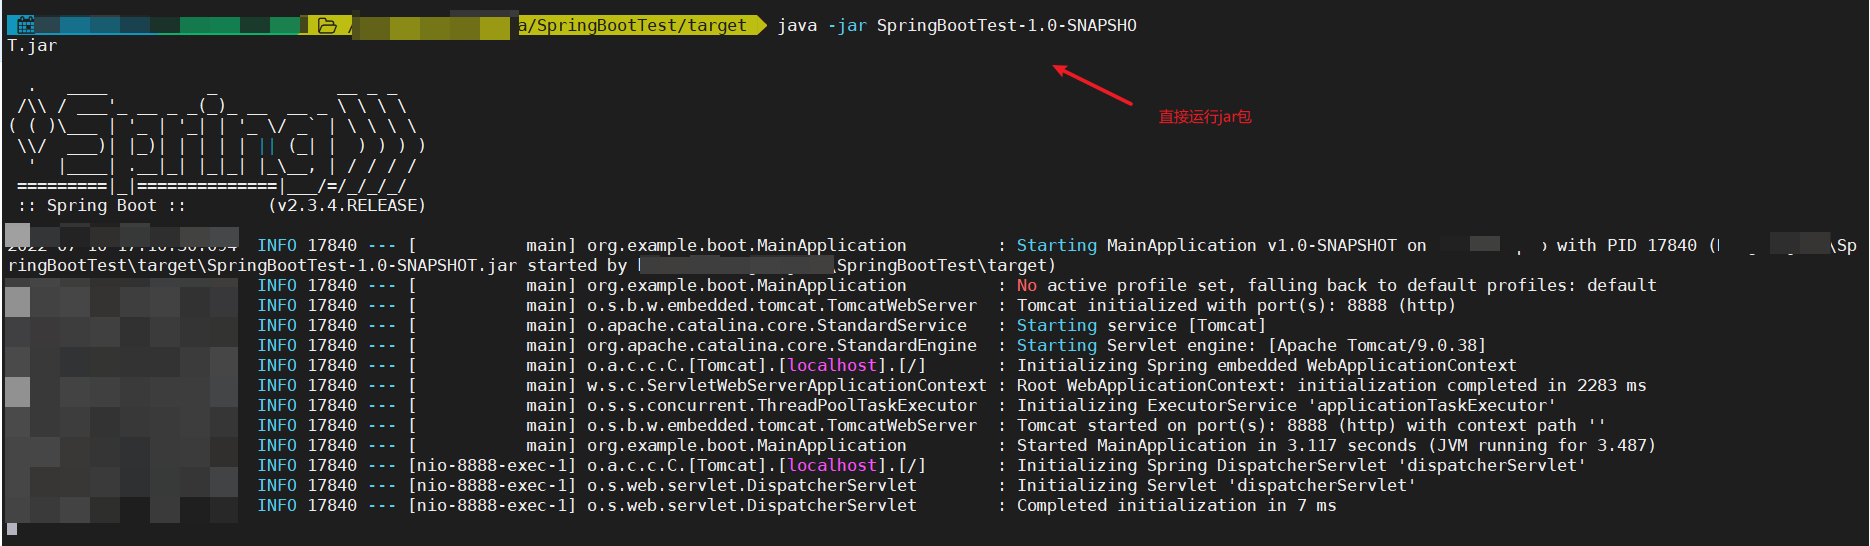 a/SpringBootTest/target java -jar SpringBootTest-1.0-SNAPSHO
T.jar
直接运行jar包
  .   ____          _            __ _ _
 /\\ / ___'_ __ _ _(_)_ __  __ _ \ \ \ \
( ( )\___ | '_ | '_| | '_ \/ _` | \ \ \ \
 \\/  ___)| |_)| | | | | || (_| |  ) ) ) )
  '  |____| .__|_| |_|_| |_\__, | / / / /
 =========|_|==============|___/=/_/_/_/
 :: Spring Boot ::        (v2.3.4.RELEASE)
INFO 17840 --- [           main] org.example.boot.MainApplication         : Starting MainApplication v1.0-SNAPSHOT on with PID 17840 ( \Sp
ringBootTest\target\SpringBootTest-1.0-SNAPSHOT.jar started by \SpringBootTest\target)
INFO 17840 --- [           main] org.example.boot.MainApplication         : No active profile set, falling back to default profiles: default
INFO 17840 --- [           main] o.s.b.w.embedded.tomcat.TomcatWebServer  : Tomcat initialized with port(s): 8888 (http)
INFO 17840 --- [           main] o.apache.catalina.core.StandardService   : Starting service [Tomcat]
INFO 17840 --- [           main] org.apache.catalina.core.StandardEngine  : Starting Servlet engine: [Apache Tomcat/9.0.38]
INFO 17840 --- [           main] o.a.c.c.C.[Tomcat].[localhost].[/]       : Initializing Spring embedded WebApplicationContext
INFO 17840 --- [           main] w.s.c.ServletWebServerApplicationContext : Root WebApplicationContext: initialization completed in 2283 ms
INFO 17840 --- [           main] o.s.s.concurrent.ThreadPoolTaskExecutor  : Initializing ExecutorService 'applicationTaskExecutor'
INFO 17840 --- [           main] o.s.b.w.embedded.tomcat.TomcatWebServer  : Tomcat started on port(s): 8888 (http) with context path ''
INFO 17840 --- [           main] org.example.boot.MainApplication         : Started MainApplication in 3.117 seconds (JVM running for 3.487)
INFO 17840 --- [nio-8888-exec-1] o.a.c.c.C.[Tomcat].[localhost].[/]       : Initializing Spring DispatcherServlet 'dispatcherServlet'
INFO 17840 --- [nio-8888-exec-1] o.s.web.servlet.DispatcherServlet        : Initializing Servlet 'dispatcherServlet'
INFO 17840 --- [nio-8888-exec-1] o.s.web.servlet.DispatcherServlet        : Completed initialization in 7 ms